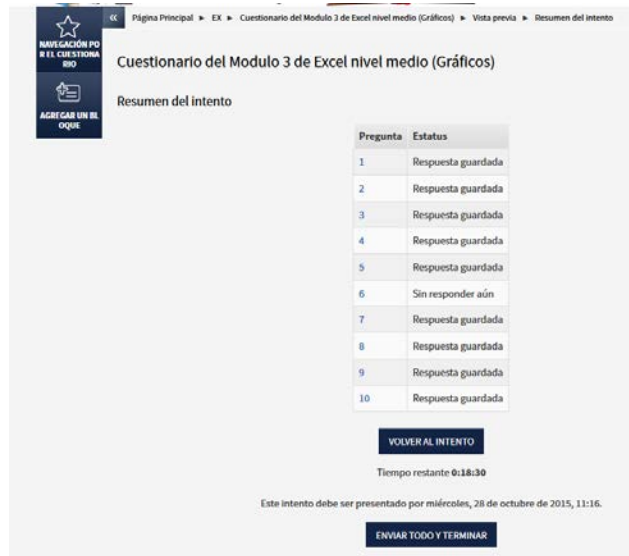 « Página Principal ► EX ► Cuestionario del Modulo 3 de Excel nivel medio (Gráficos) ► Vista previa ► Resumen del intento
NAVEGACIÓN PO
R EL CUESTIONA
RIO
AGREGAR UN BL
OQUE
Cuestionario del Modulo 3 de Excel nivel medio (Gráficos)
Resumen del intento
Pregunta Estatus
1 Respuesta guardada
2 Respuesta guardada
3 Respuesta guardada
4 Respuesta guardada
5 Respuesta guardada
6 Sin responder aún
7 Respuesta guardada
8 Respuesta guardada
9 Respuesta guardada
10 Respuesta guardada
VOLVER AL INTENTO
Tiempo restante 0:18:30
Este intento debe ser presentado por miércoles, 28 de octubre de 2015, 11:16.
ENVIAR TODO Y TERMINAR